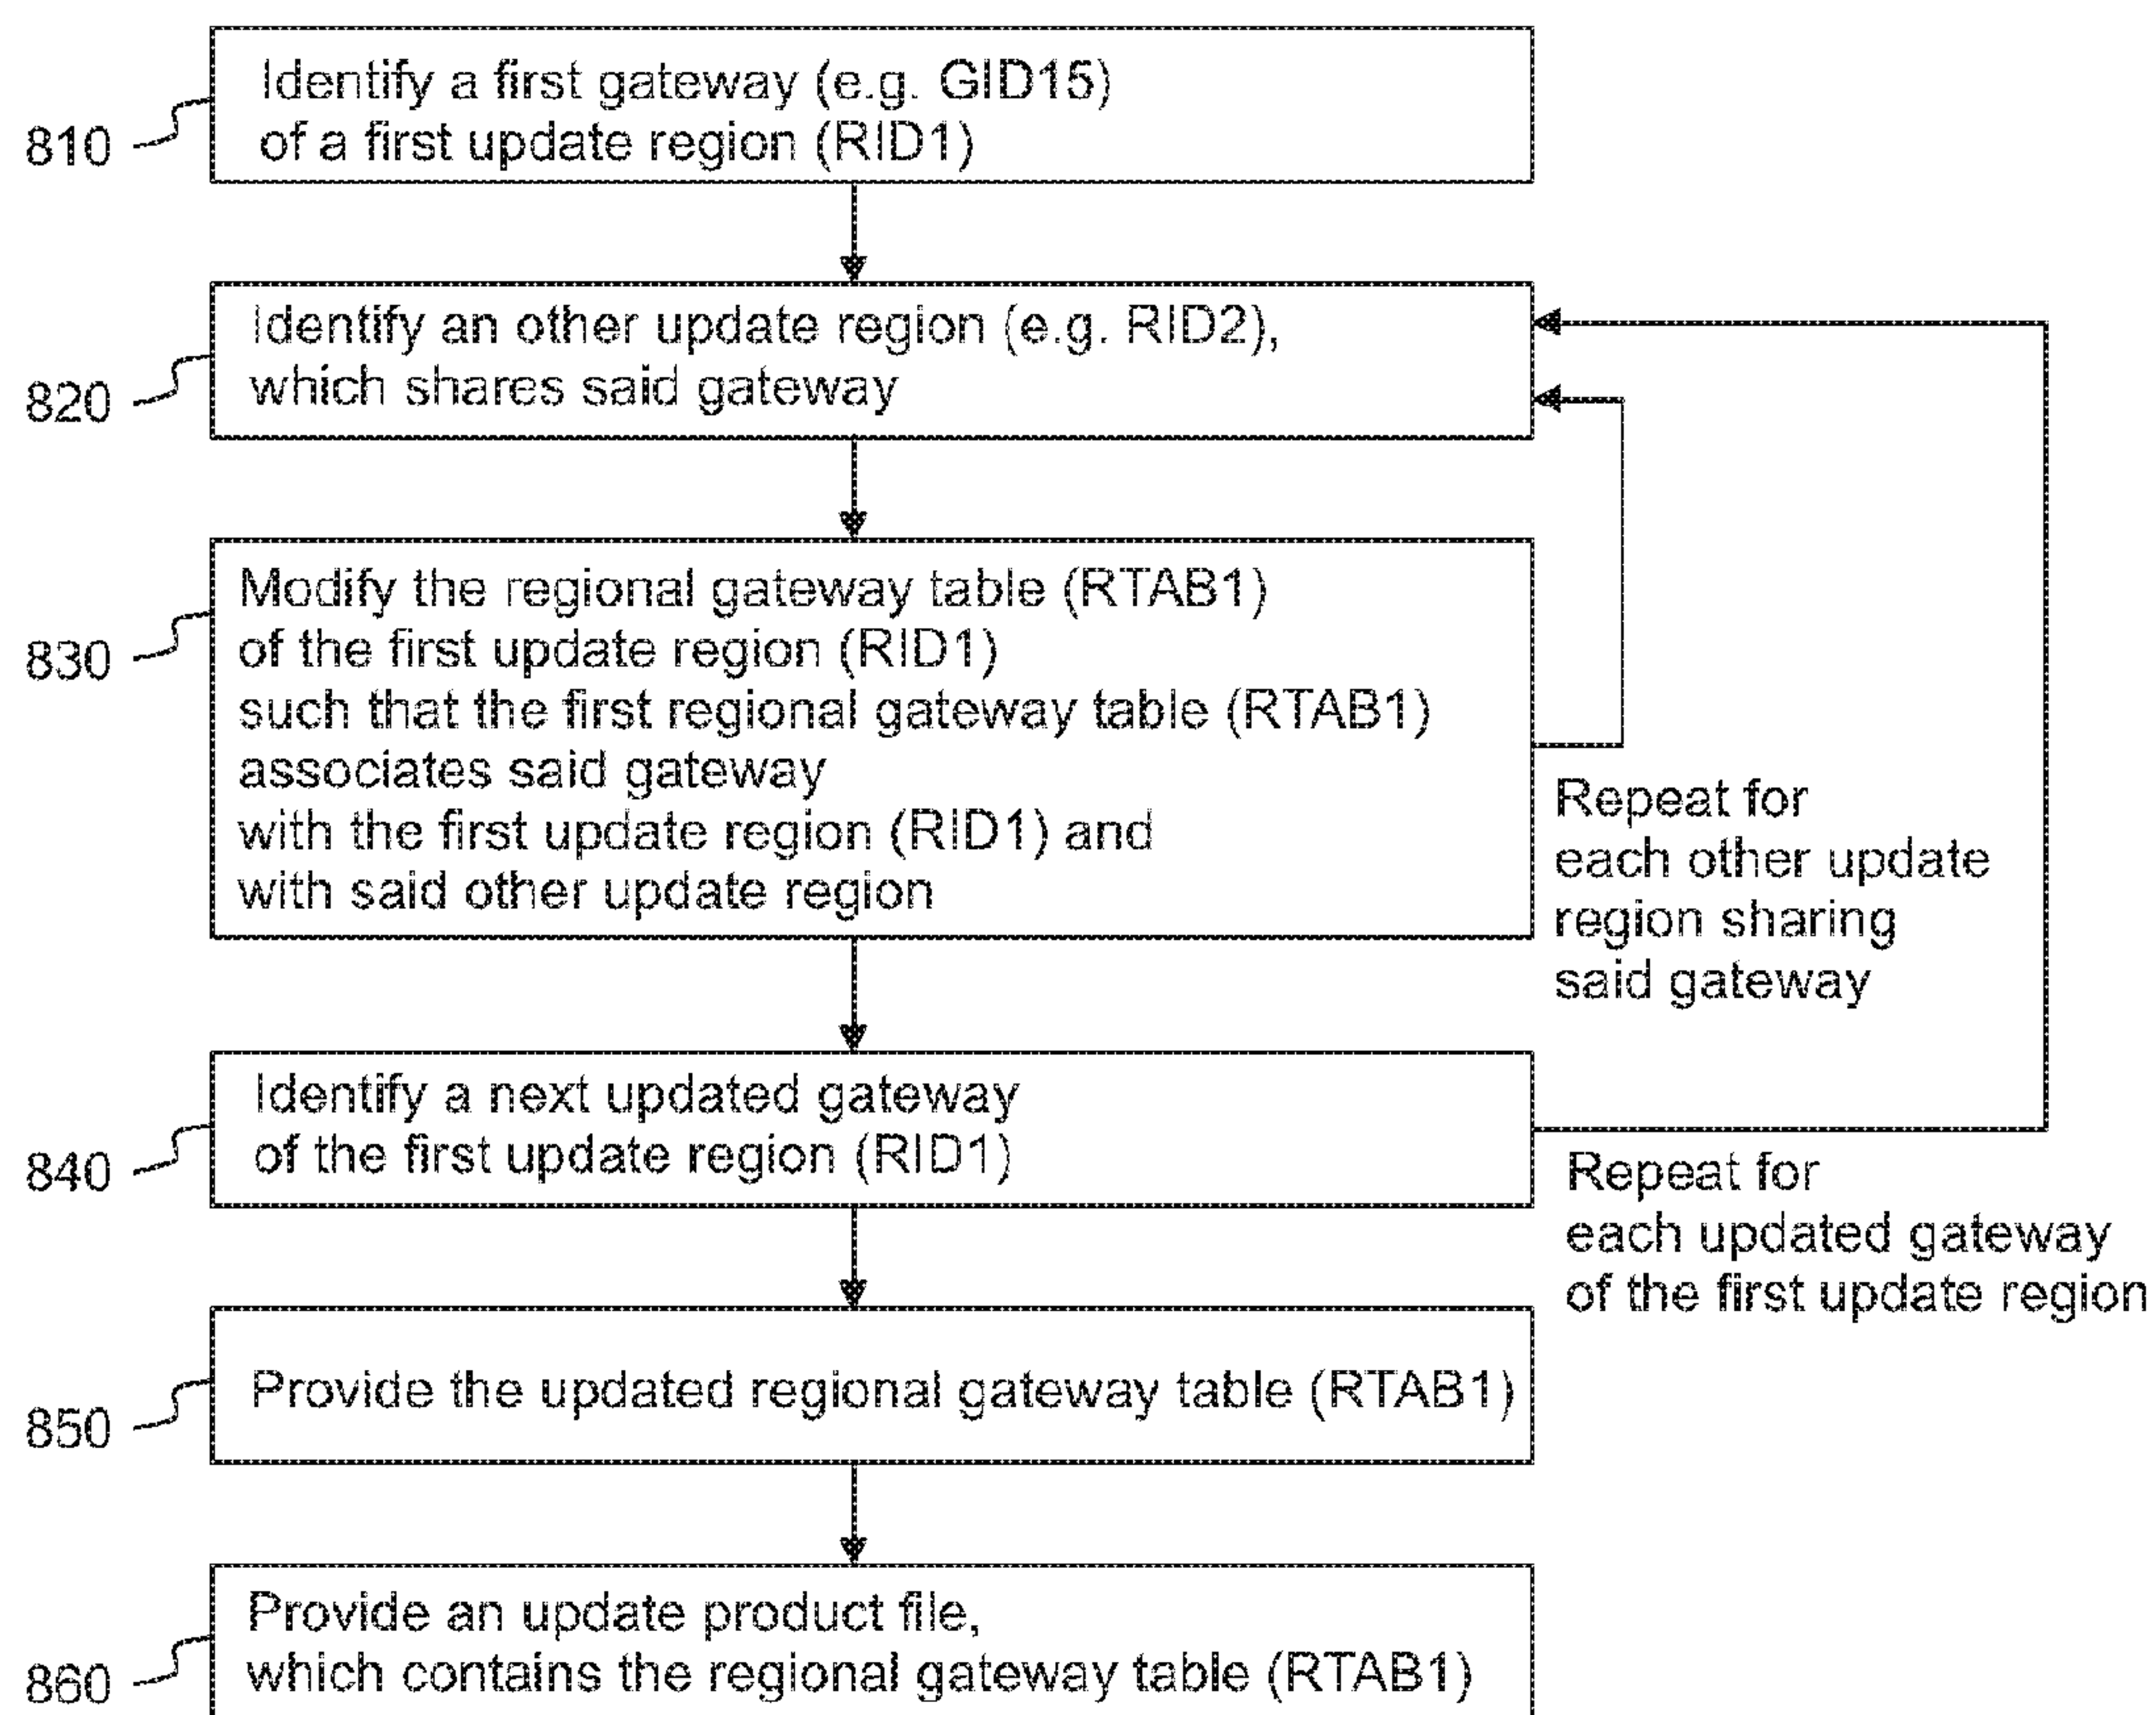 Identify a first gateway (e.g. GID15)
of a first update region (RID1)
810
Identify an other update region (e.g. RID2),
which shares said gateway
820
Modify the regional gateway table (RTAB1)
of the first update region (RID1)
such that the first regional gateway table (RTAB1)
associates said gateway
with the first update region (RID1) and
with said other update region
830
Repeat for
each other update
region sharing
said gateway
Identify a next updated gateway
of the first update region (RID1)
840
Repeat for
each updated gateway
of the first update region
Provide the updated regional gateway table (RTAB1)
850
Provide an update product file,
which contains the regional gateway table (RTAB1)
860